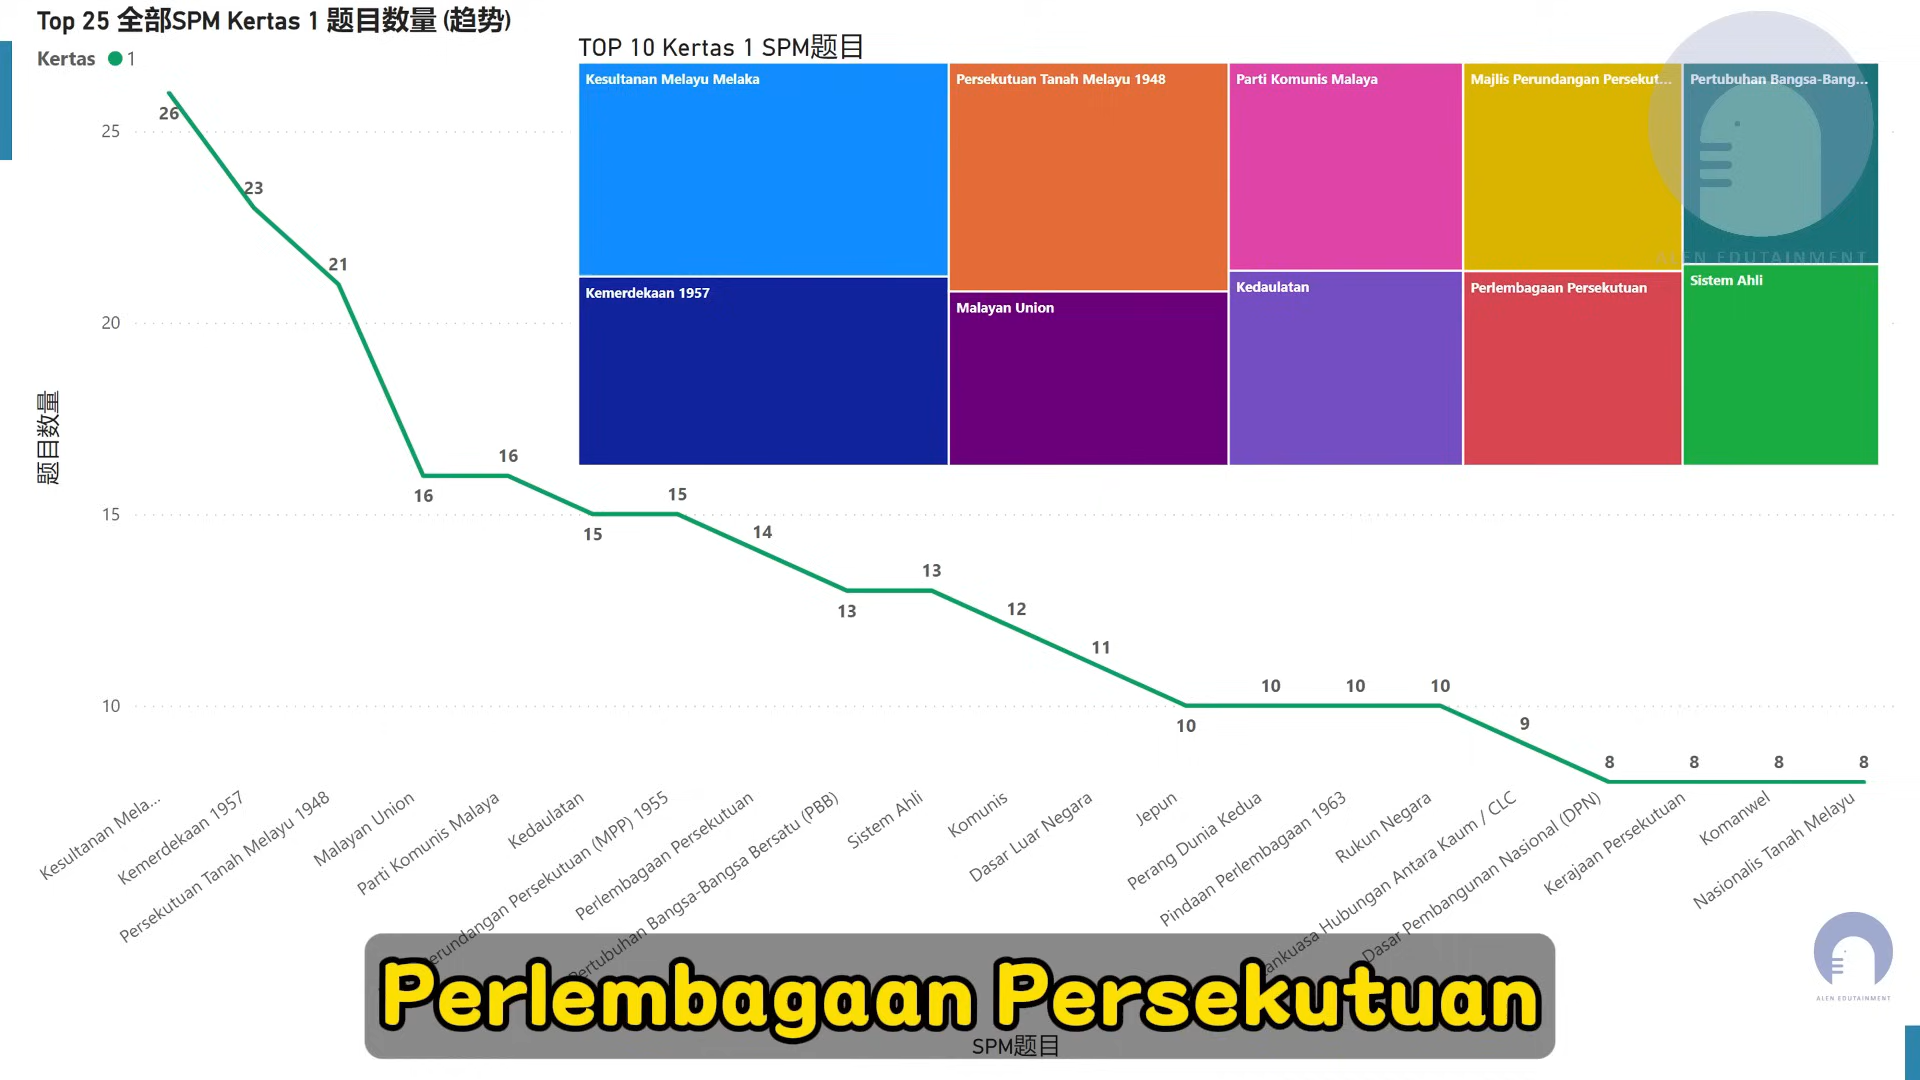 Top 25 全部SPM Kertas 1 题目数量 (趋势)
Kertas 1
TOP 10 Kertas 1 SPM题目
Kesultanan Melayu Melaka
Persekutuan Tanah Melayu 1948
Parti Komunis Malaya
Majlis Perundangan Persekut...
Pertubuhan Bangsa-Bang...
Kemerdekaan 1957
Malayan Union
Kedaulatan
Perlembagaan Persekutuan
Sistem Ahli
ALEN EDUTAINMENT
题目数量
25
20
15
10
26
23
21
16
16
15
15
14
13
13
12
11
10
10
10
10
9
8
8
8
8
Kesultanan Mela...
Kemerdekaan 1957
Persekutuan Tanah Melayu 1948
Malayan Union
Parti Komunis Malaya
Kedaulatan
Perundangan Persekutuan (MPP) 1955
Perlembagaan Persekutuan
Pertubuhan Bangsa-Bangsa Bersatu (PBB)
Sistem Ahli
Komunis
Dasar Luar Negara
Jepun
Perang Dunia Kedua
Pindaan Perlembagaan 1963
Rukun Negara
Hubungan Antara Kaum / CLC
Dasar Pembangunan Nasional (DPN)
Kerajaan Persekutuan
Komanwel
Nasionalis Tanah Melayu
Perlembagaan Persekutuan
SPM题目
ALEN EDUTAINMENT